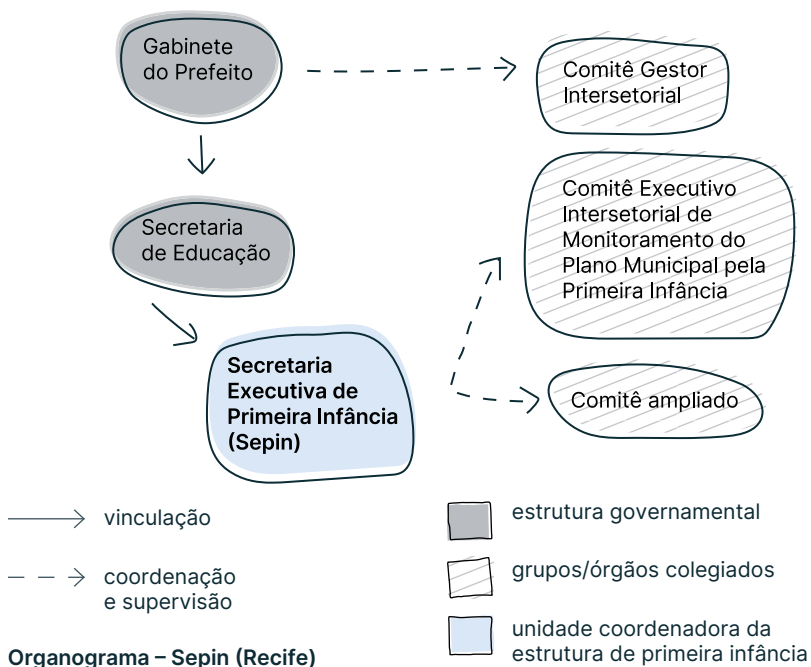 Gabinete
do Prefeito
Comitê Gestor
Intersetorial
Secretaria
de Educação
Comitê Executivo
Intersetorial de
Monitoramento do
Plano Municipal pela
Primeira Infância
Secretaria
Executiva de
Primeira Infância
(Sepin)
Comitê ampliado
vinculação
coordenação
e supervisão
estrutura governamental
grupos/órgãos colegiados
unidade coordenadora da
estrutura de primeira infância
Organograma – Sepin (Recife)